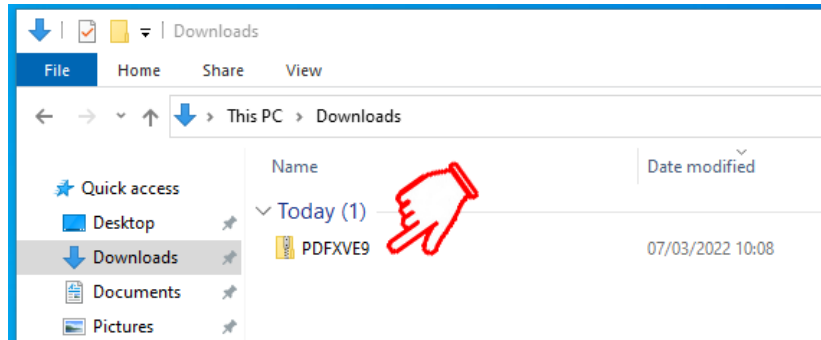 Downloads
File Home Share View
This PC > Downloads
Name Date modified
Quick access
Today (1)
Desktop
PDFXVE9 07/03/2022 10:08
Downloads
Documents
Pictures